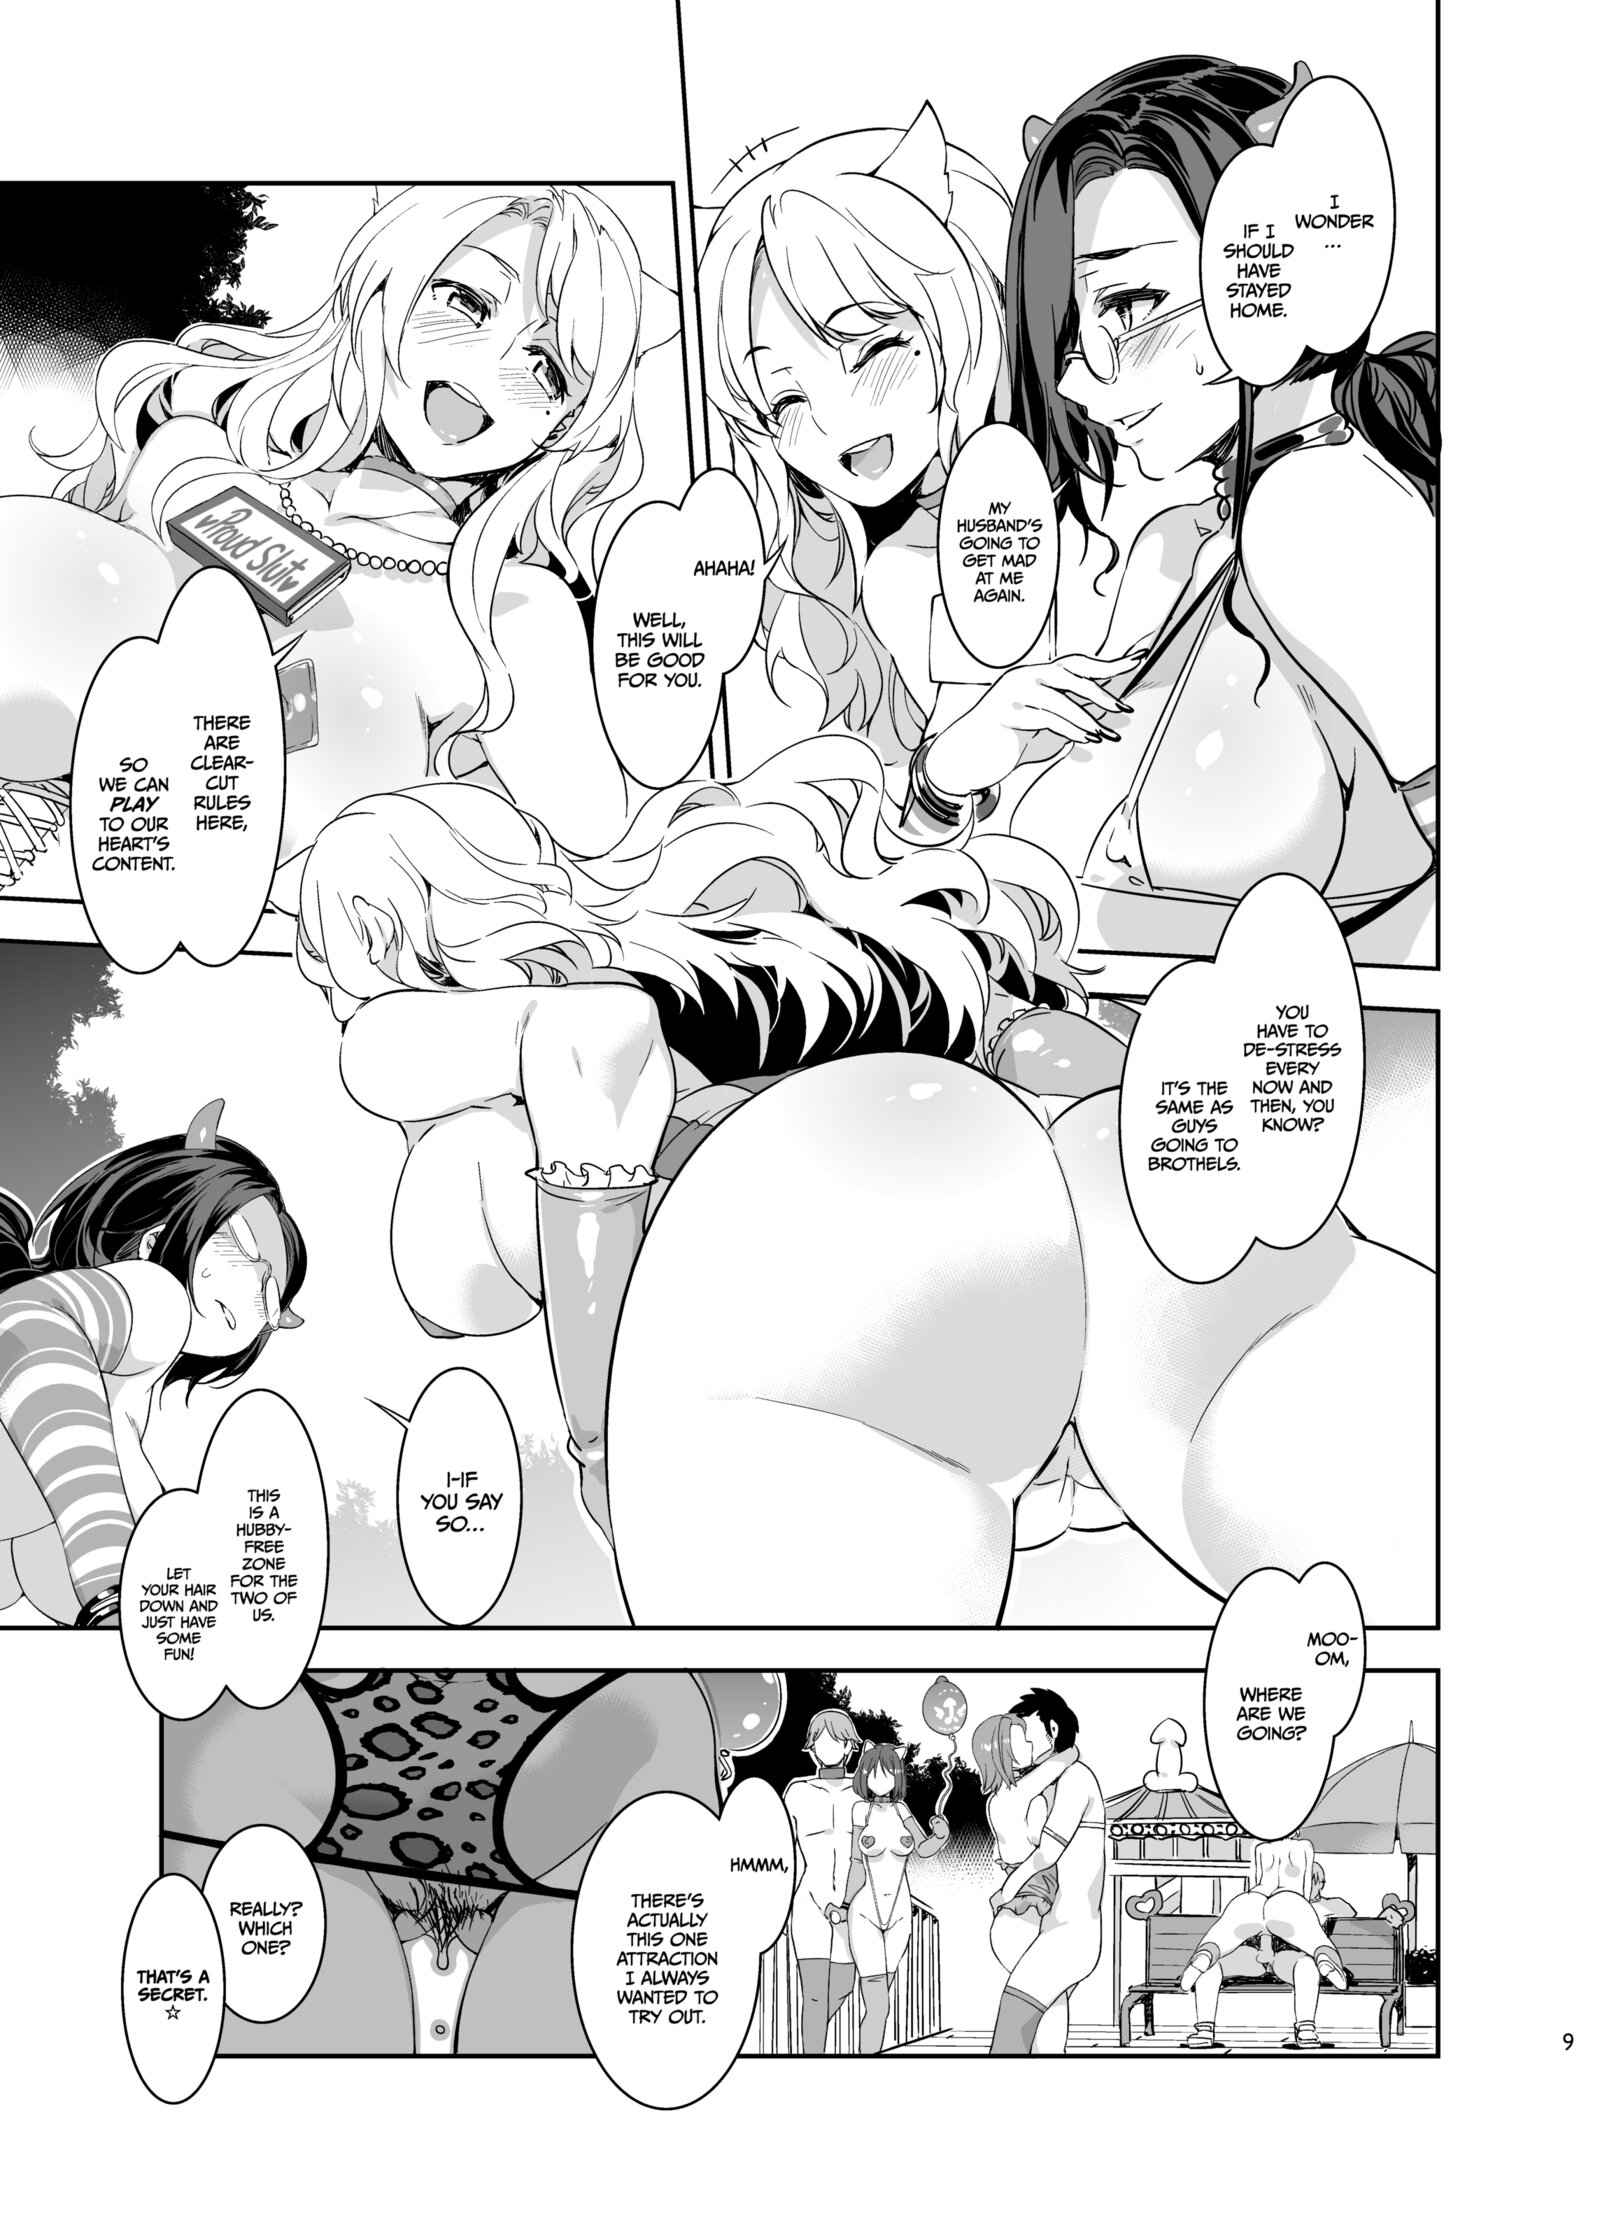 I
WONDER
...
IF I
SHOULD
HAVE
STAYED
HOME.
MY
HUSBAND'S
GOING TO
GET MAD
AT ME
AGAIN.
AHAHA!
WELL,
THIS WILL
BE GOOD
FOR YOU.
♥Proud Slut♥
THERE
ARE
CLEAR-
CUT
RULES
HERE,
SO
WE CAN
PLAY
TO OUR
HEART'S
CONTENT.
YOU
HAVE TO
DE-STRESS
EVERY
NOW AND
THEN, YOU
KNOW?
IT'S THE
SAME AS
GUYS
GOING TO
BROTHELS.
I-IF
YOU SAY
SO...
THIS
IS A
HUBBY-
FREE
ZONE
FOR THE
TWO OF
US.
LET
YOUR HAIR
DOWN AND
JUST HAVE
SOME
FUN!
MOO-
OM,
WHERE
ARE WE
GOING?
HMMM,
THERE'S
ACTUALLY
THIS ONE
ATTRACTION
I ALWAYS
WANTED TO
TRY OUT.
REALLY?
WHICH
ONE?
THAT'S A
SECRET.
☆
9